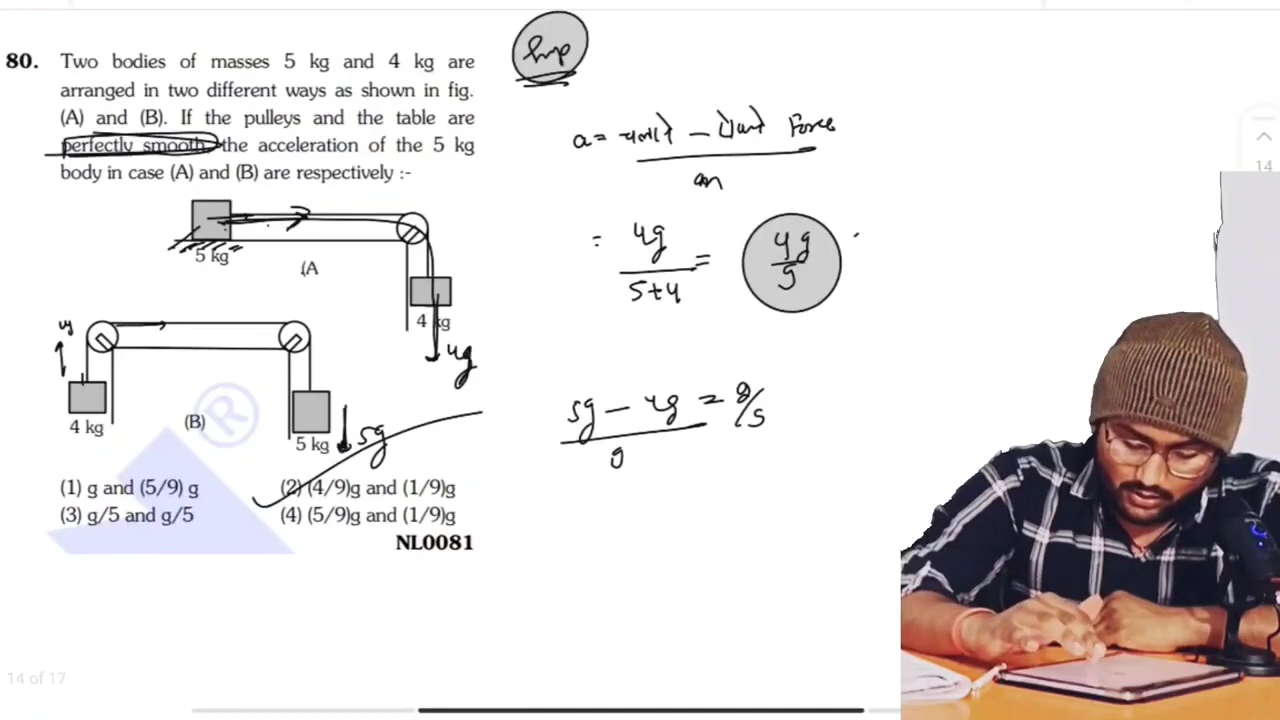 80. Two bodies of masses 5 kg and 4 kg are
arranged in two different ways as shown in fig.
(A) and (B). If the pulleys and the table are
perfectly smooth, the acceleration of the 5 kg
body in case (A) and (B) are respectively :-
Imp
a = - Force
m
= 4g / 5+4 = 4g / 9
5 kg
(A
4 kg
4g
4g
4 kg
(B)
5 kg
5g
5g - 4g / 9 = g/5
®
(1) g and (5/9) g
(2) (4/9)g and (1/9)g
(3) g/5 and g/5
(4) (5/9)g and (1/9)g
NL0081
14 of 17
14